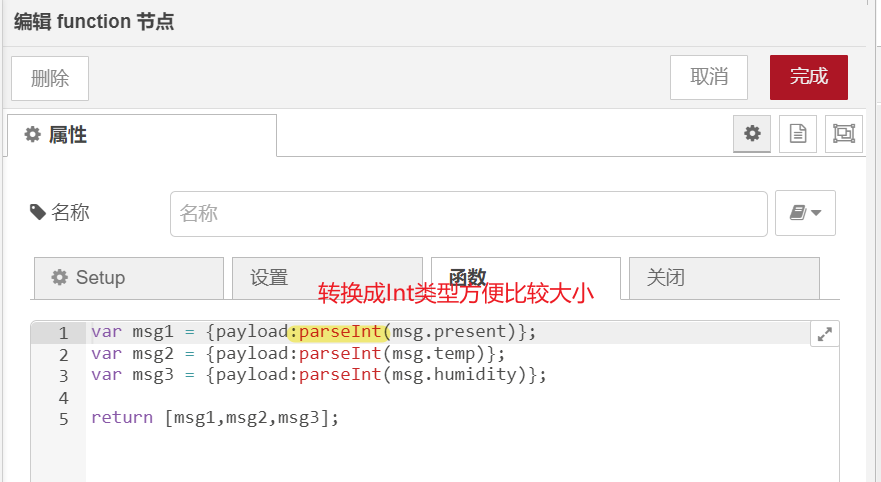 编辑 function 节点
删除
取消
完成
属性
名称
名称
Setup
设置
函数
关闭
转换成Int类型方便比较大小
1 var msg1 = {payload:parseInt(msg.present)};
2 var msg2 = {payload:parseInt(msg.temp)};
3 var msg3 = {payload:parseInt(msg.humidity)};
4
5 return [msg1,msg2,msg3];